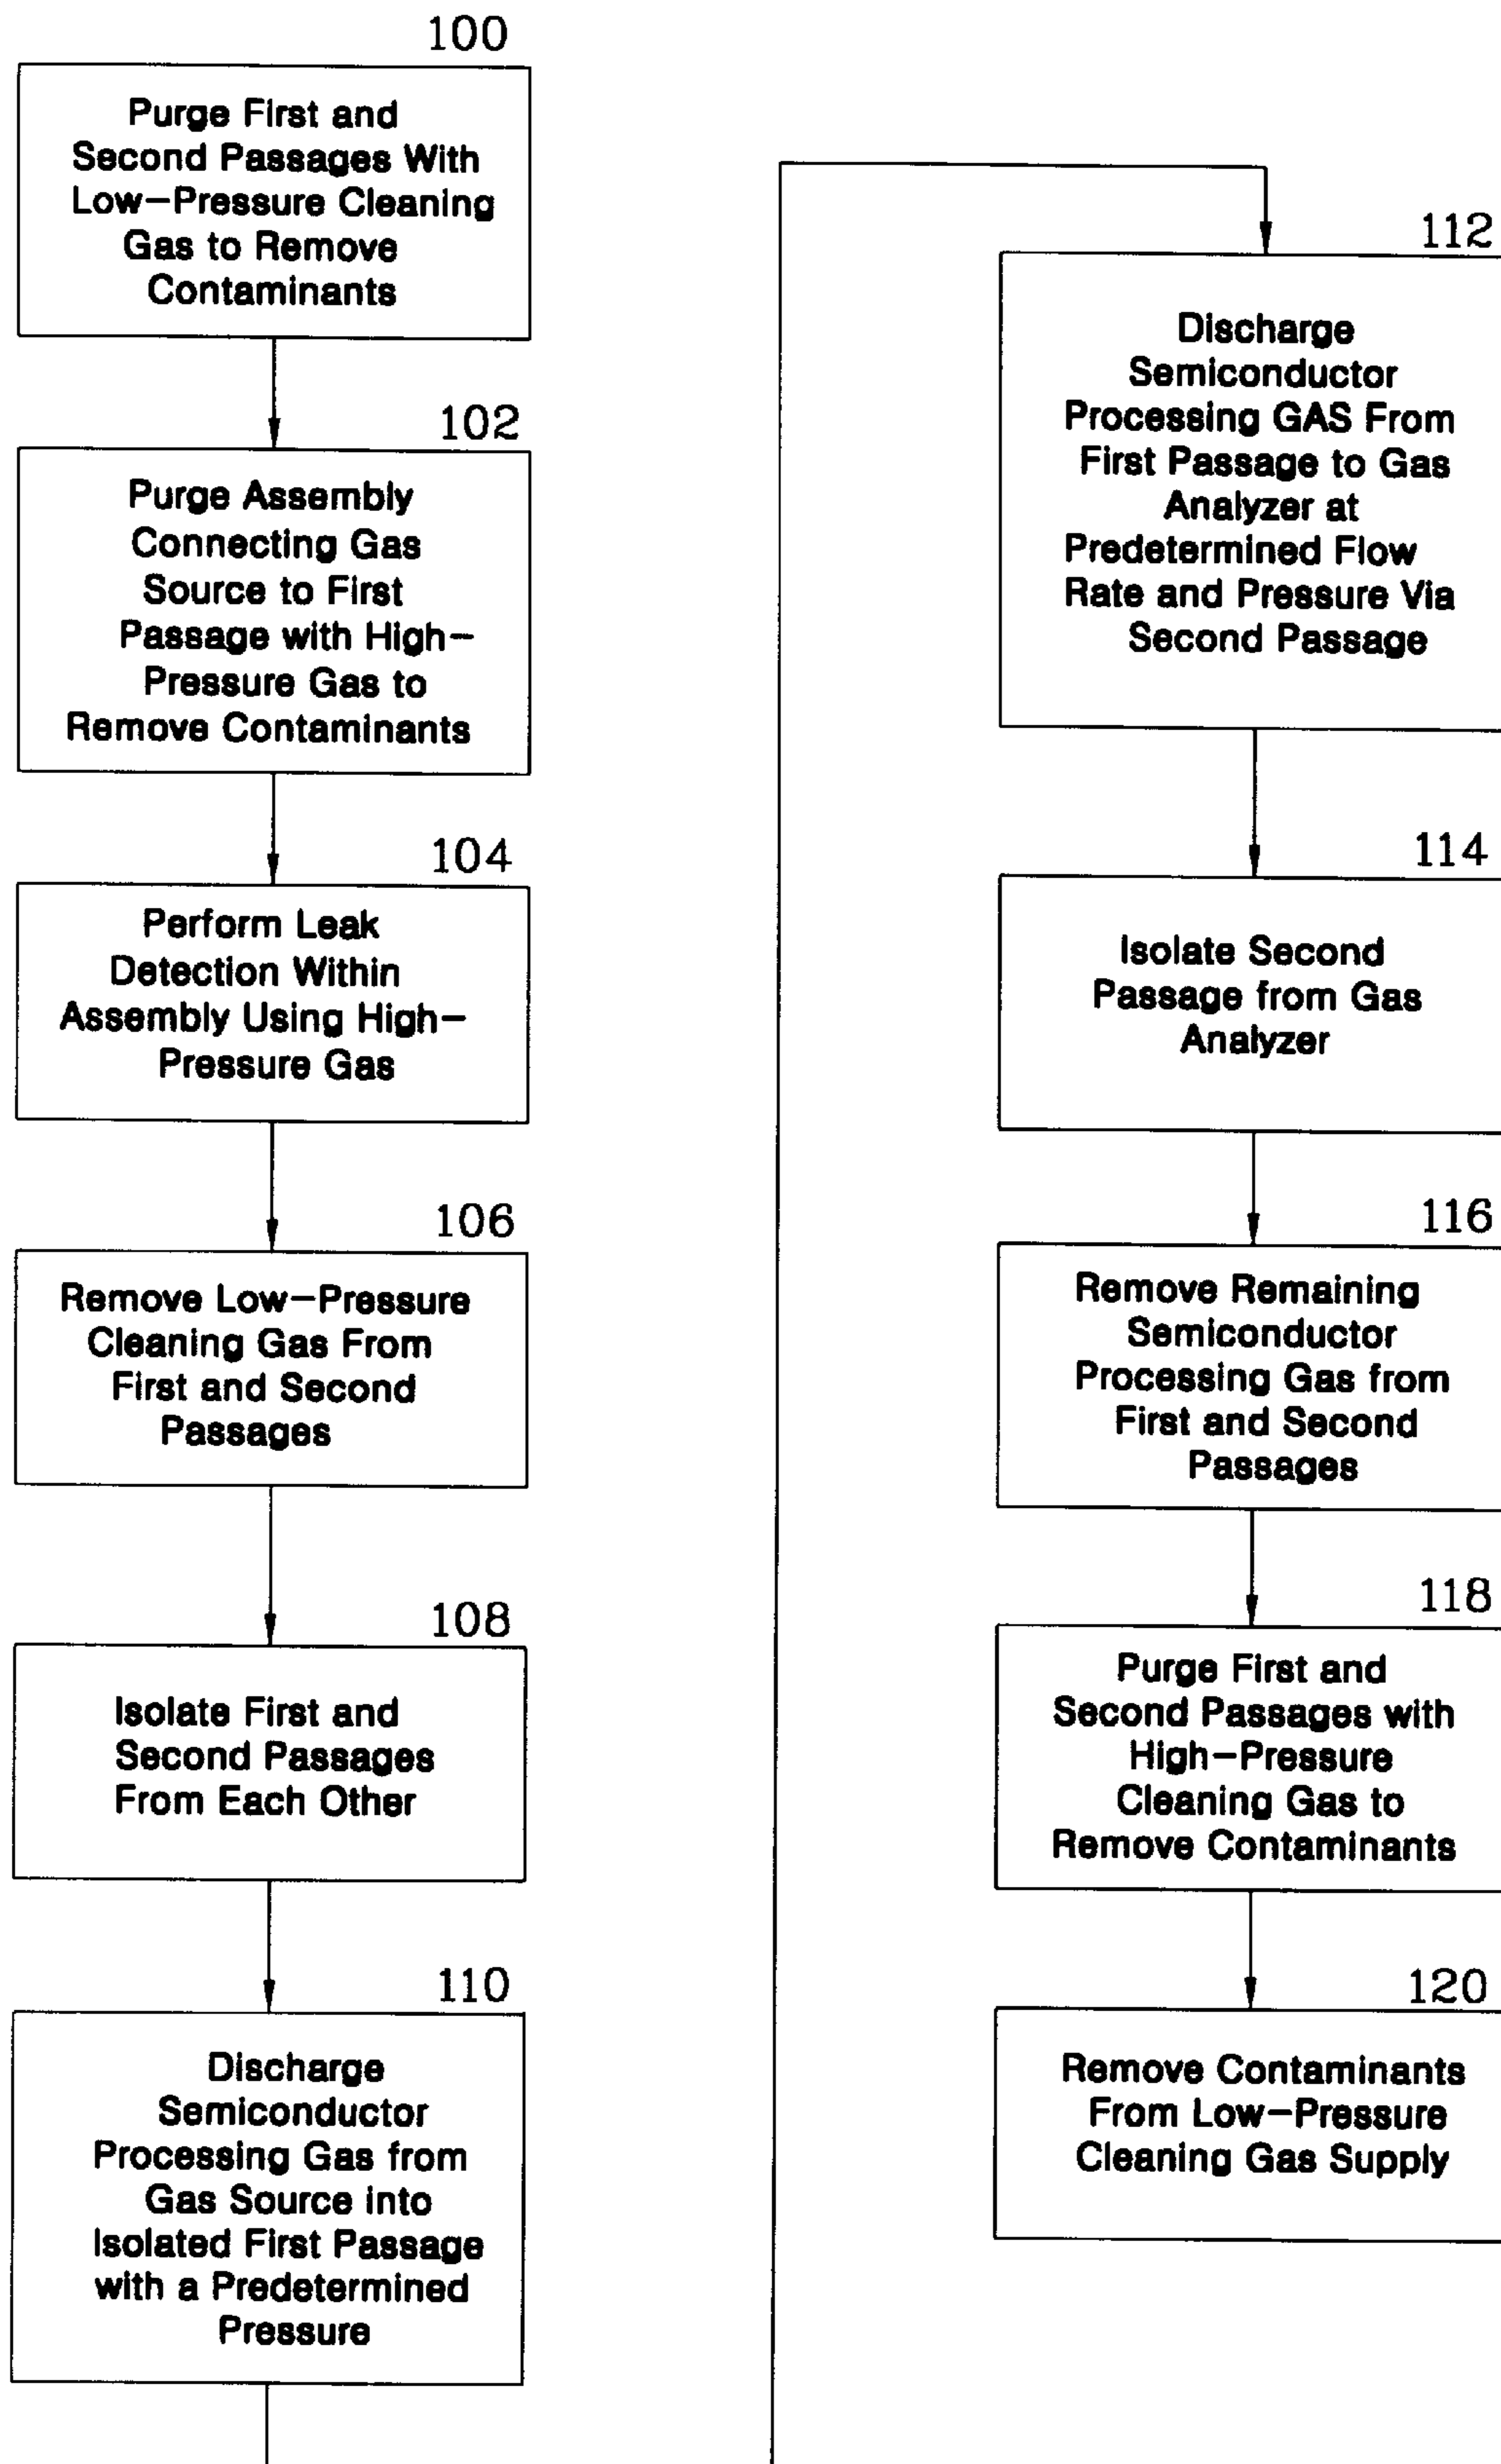 100
Purge First and
Second Passages With
Low-Pressure Cleaning
Gas to Remove
Contaminants
102
Purge Assembly
Connecting Gas
Source to First
Passage with High-
Pressure Gas to
Remove Contaminants
104
Perform Leak
Detection Within
Assembly Using High-
Pressure Gas
106
Remove Low-Pressure
Cleaning Gas From
First and Second
Passages
108
Isolate First and
Second Passages
From Each Other
110
Discharge
Semiconductor
Processing Gas from
Gas Source into
Isolated First Passage
with a Predetermined
Pressure
112
Discharge
Semiconductor
Processing GAS From
First Passage to Gas
Analyzer at
Predetermined Flow
Rate and Pressure Via
Second Passage
114
Isolate Second
Passage from Gas
Analyzer
116
Remove Remaining
Semiconductor
Processing Gas from
First and Second
Passages
118
Purge First and
Second Passages with
High-Pressure
Cleaning Gas to
Remove Contaminants
120
Remove Contaminants
From Low-Pressure
Cleaning Gas Supply